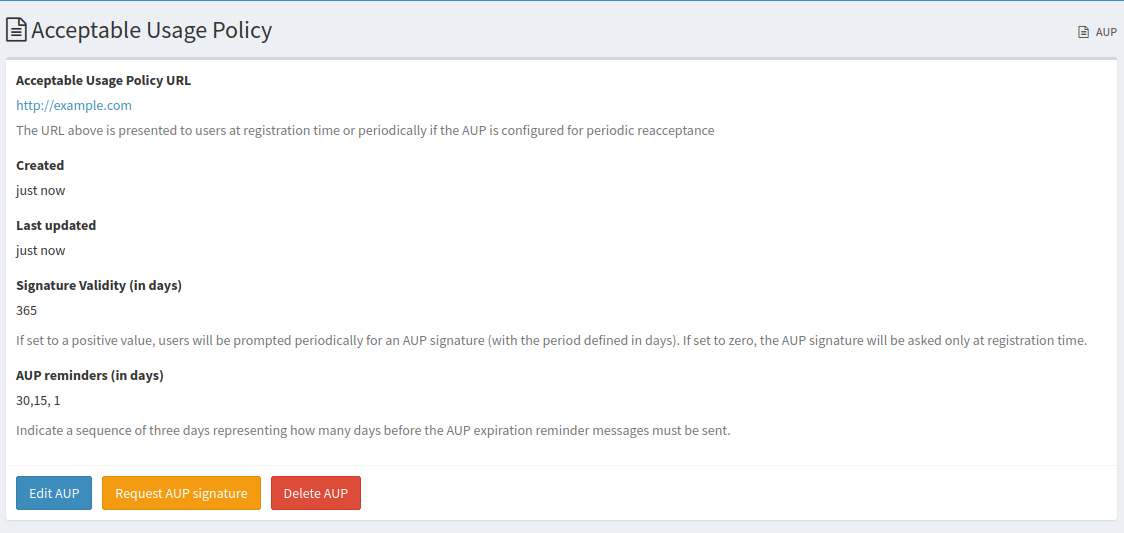 Acceptable Usage Policy
AUP
Acceptable Usage Policy URL
http://example.com
The URL above is presented to users at registration time or periodically if the AUP is configured for periodic reacceptance
Created
just now
Last updated
just now
Signature Validity (in days)
365
If set to a positive value, users will be prompted periodically for an AUP signature (with the period defined in days). If set to zero, the AUP signature will be asked only at registration time.
AUP reminders (in days)
30,15, 1
Indicate a sequence of three days representing how many days before the AUP expiration reminder messages must be sent.
Edit AUP
Request AUP signature
Delete AUP